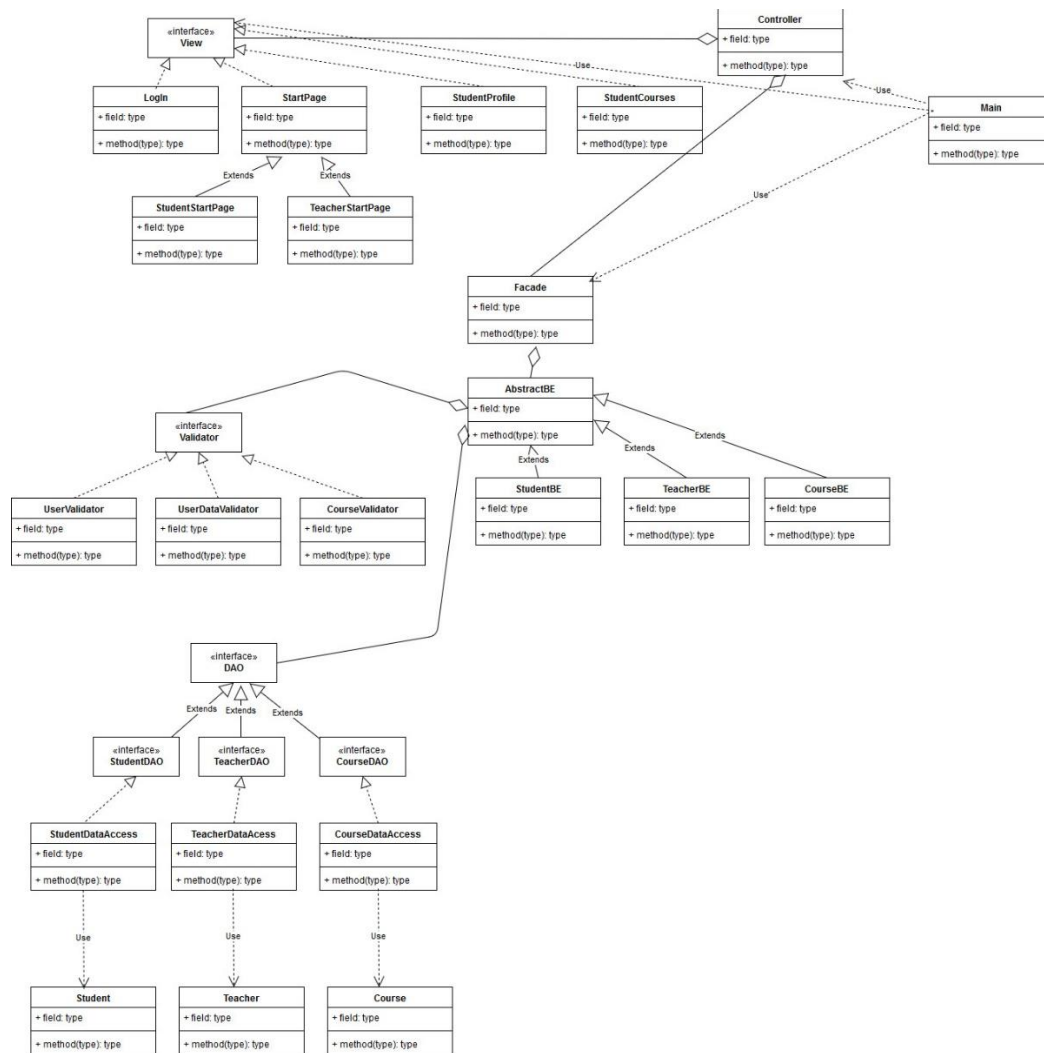 Controller
+ field: type
+ method(type): type
«interface»
View
Use
Use
Main
+ field: type
+ method(type): type
LogIn
+ field: type
+ method(type): type
StartPage
+ field: type
+ method(type): type
StudentProfile
+ field: type
+ method(type): type
StudentCourses
+ field: type
+ method(type): type
Extends
Extends
Use
StudentStartPage
+ field: type
+ method(type): type
TeacherStartPage
+ field: type
+ method(type): type
Facade
+ field: type
+ method(type): type
AbstractBE
+ field: type
+ method(type): type
«interface»
Validator
Extends
Extends
Extends
StudentBE
+ field: type
+ method(type): type
TeacherBE
+ field: type
+ method(type): type
CourseBE
+ field: type
+ method(type): type
UserValidator
+ field: type
+ method(type): type
UserDataValidator
+ field: type
+ method(type): type
CourseValidator
+ field: type
+ method(type): type
«interface»
DAO
Extends
Extends
Extends
«interface»
StudentDAO
«interface»
TeacherDAO
«interface»
CourseDAO
StudentDataAccess
+ field: type
+ method(type): type
TeacherDataAcess
+ field: type
+ method(type): type
CourseDataAccess
+ field: type
+ method(type): type
Use
Use
Use
Student
+ field: type
+ method(type): type
Teacher
+ field: type
+ method(type): type
Course
+ field: type
+ method(type): type